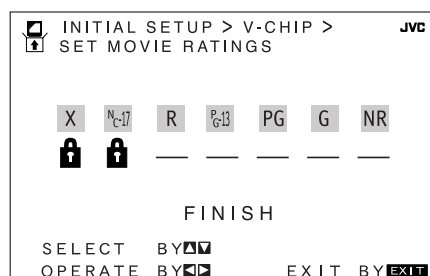 INITIAL SETUP > V-CHIP > JVC
SET MOVIE RATINGS
X NC-17 R PG-13 PG G NR
FINISH
SELECT BY
OPERATE BY EXIT BY EXIT